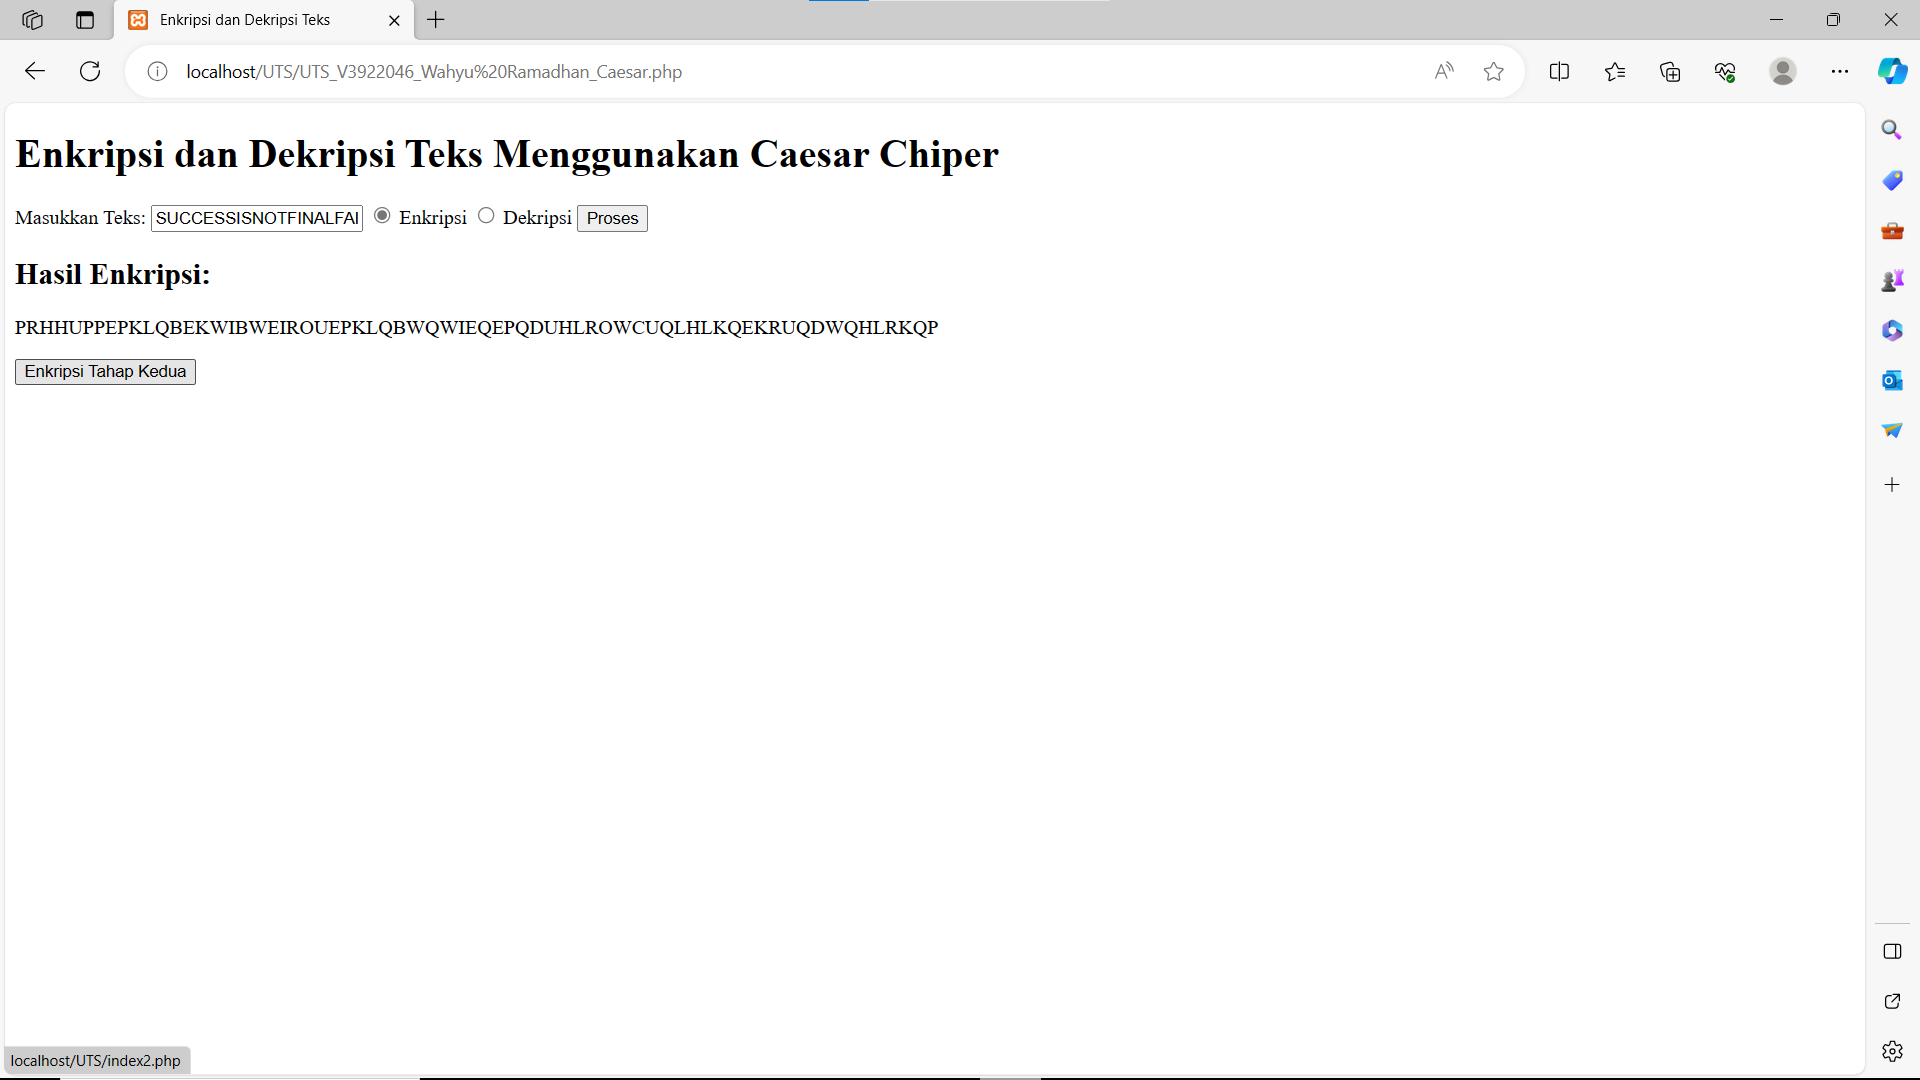 Enkripsi dan Dekripsi Teks
localhost/UTS/UTS_V3922046_Wahyu%20Ramadhan_Caesar.php
Enkripsi dan Dekripsi Teks Menggunakan Caesar Chiper
Masukkan Teks: SUCCESSISNOTFINALFAI Enkripsi Dekripsi Proses
Hasil Enkripsi:
PRHHUPPEPKLQBEKWIBWEIROUEPKLQBWQWIEQEPQDUHLROWCUQLHLKQEKRUQDWQHLRKQP
Enkripsi Tahap Kedua
localhost/UTS/index2.php